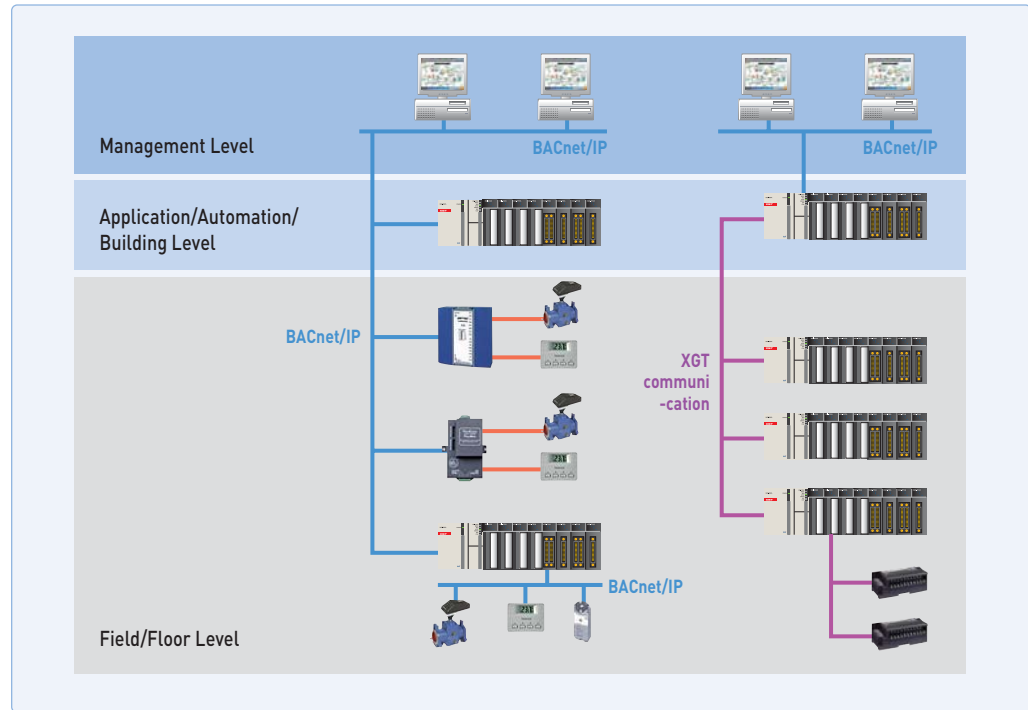 BACnet/IP
BACnet/IP
Management Level
Application/Automation/
Building Level
BACnet/IP
XGT
communi
-cation
BACnet/IP
Field/Floor Level